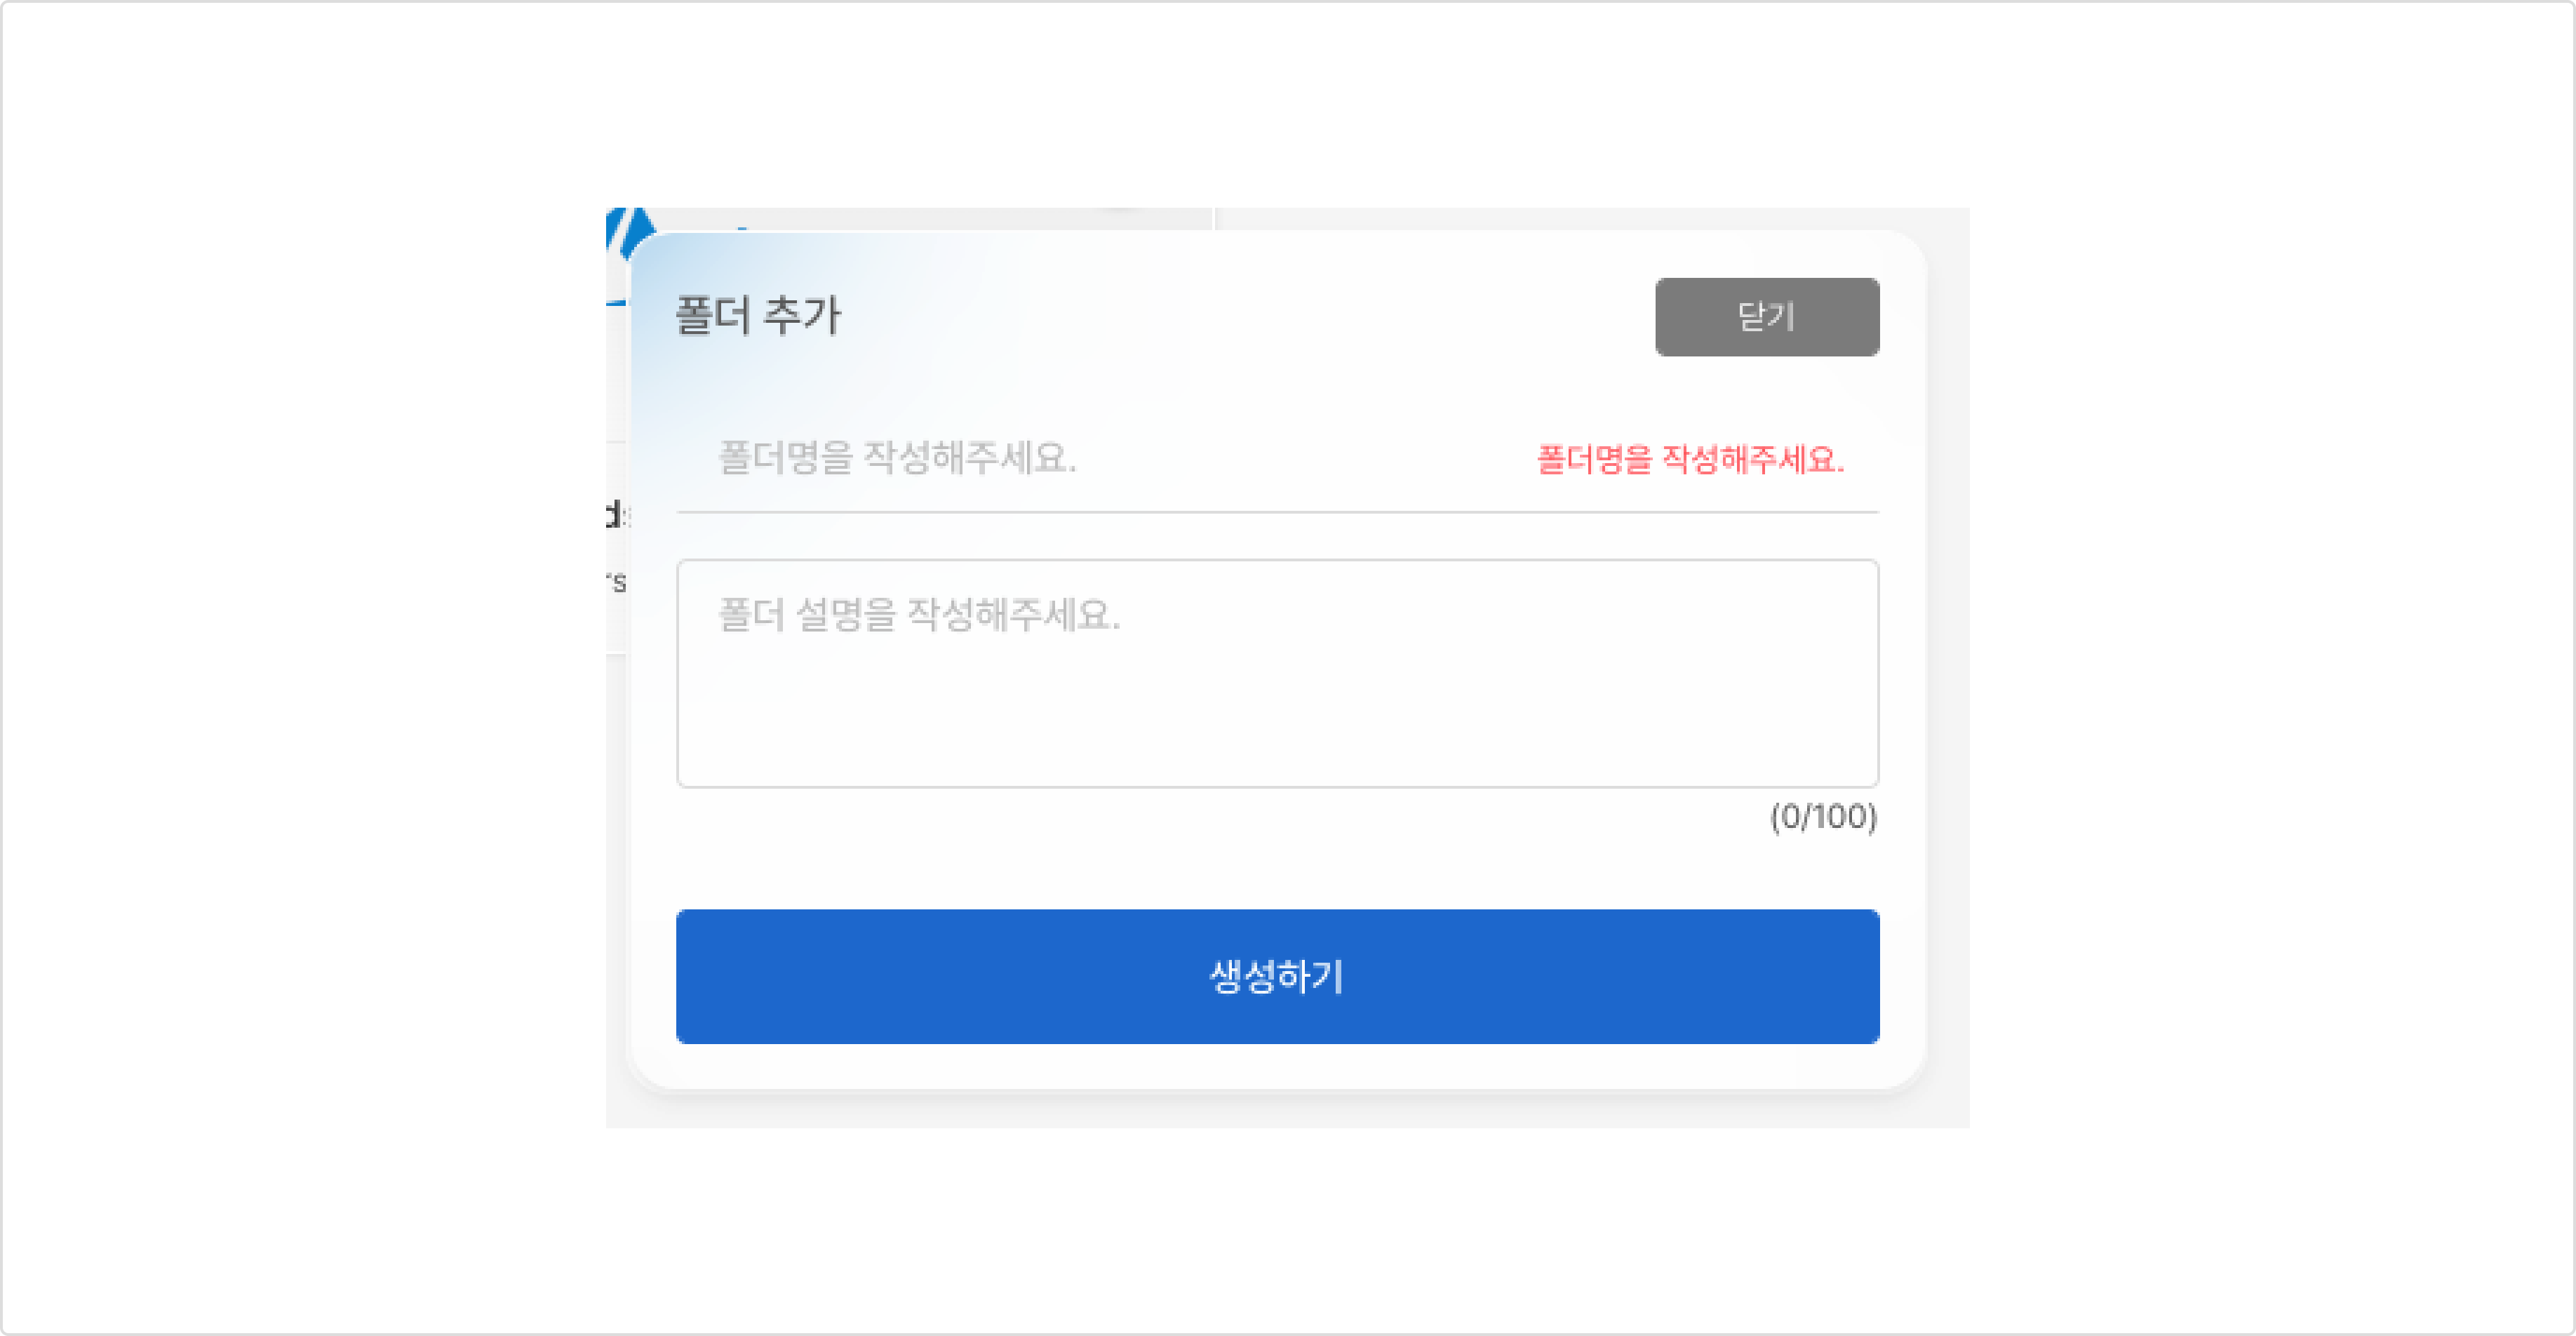 폴더 추가
닫기
폴더명을 작성해주세요.
폴더명을 작성해주세요.
폴더 설명을 작성해주세요.
(0/100)
생성하기